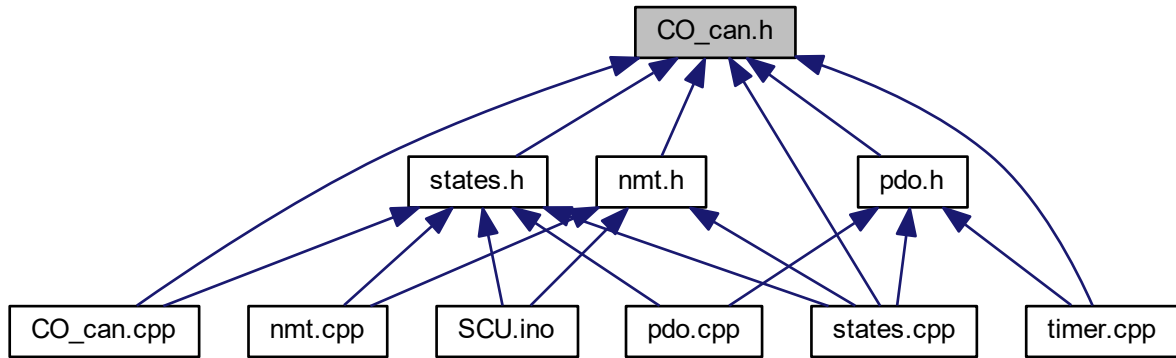 CO_can.h
states.h
nmt.h
pdo.h
CO_can.cpp
nmt.cpp
SCU.ino
pdo.cpp
states.cpp
timer.cpp